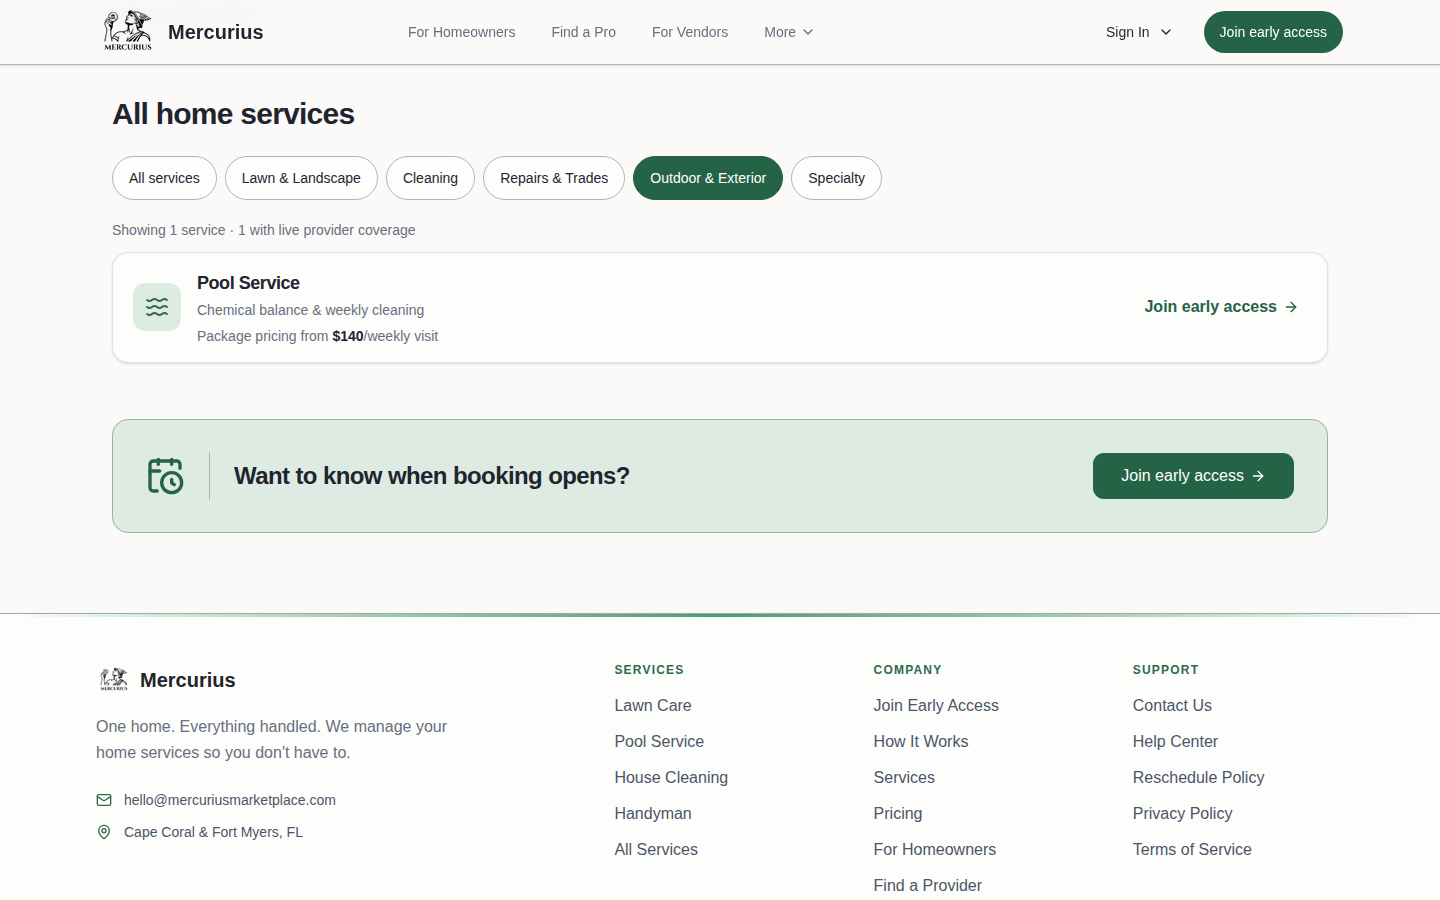 MERCURIUS
Mercurius
For Homeowners
Find a Pro
For Vendors
More
Sign In
Join early access
All home services
All services
Lawn & Landscape
Cleaning
Repairs & Trades
Outdoor & Exterior
Specialty
Showing 1 service · 1 with live provider coverage
Pool Service
Chemical balance & weekly cleaning
Package pricing from $140/weekly visit
Join early access
Want to know when booking opens?
Join early access
MERCURIUS
Mercurius
One home. Everything handled. We manage your
home services so you don't have to.
hello@mercuriusmarketplace.com
Cape Coral & Fort Myers, FL
SERVICES
Lawn Care
Pool Service
House Cleaning
Handyman
All Services
COMPANY
Join Early Access
How It Works
Services
Pricing
For Homeowners
Find a Provider
SUPPORT
Contact Us
Help Center
Reschedule Policy
Privacy Policy
Terms of Service